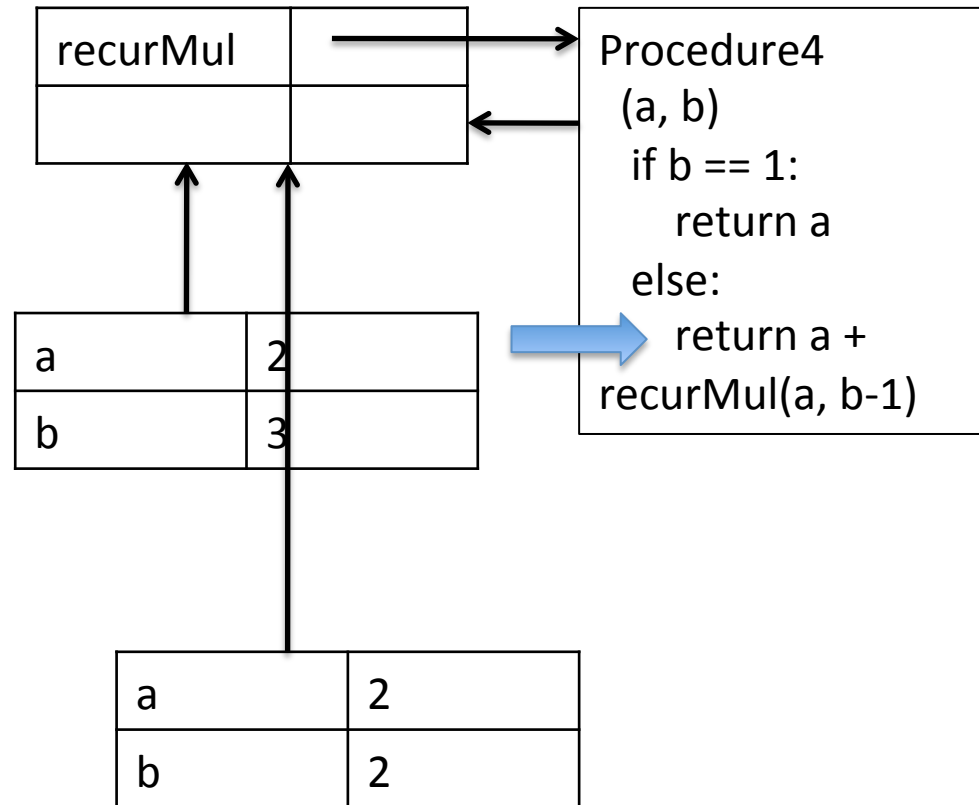 recurMul
Procedure4
(a, b)
if b == 1:
return a
else:
return a +
recurMul(a, b-1)
a 2
b 3
a 2
b 2